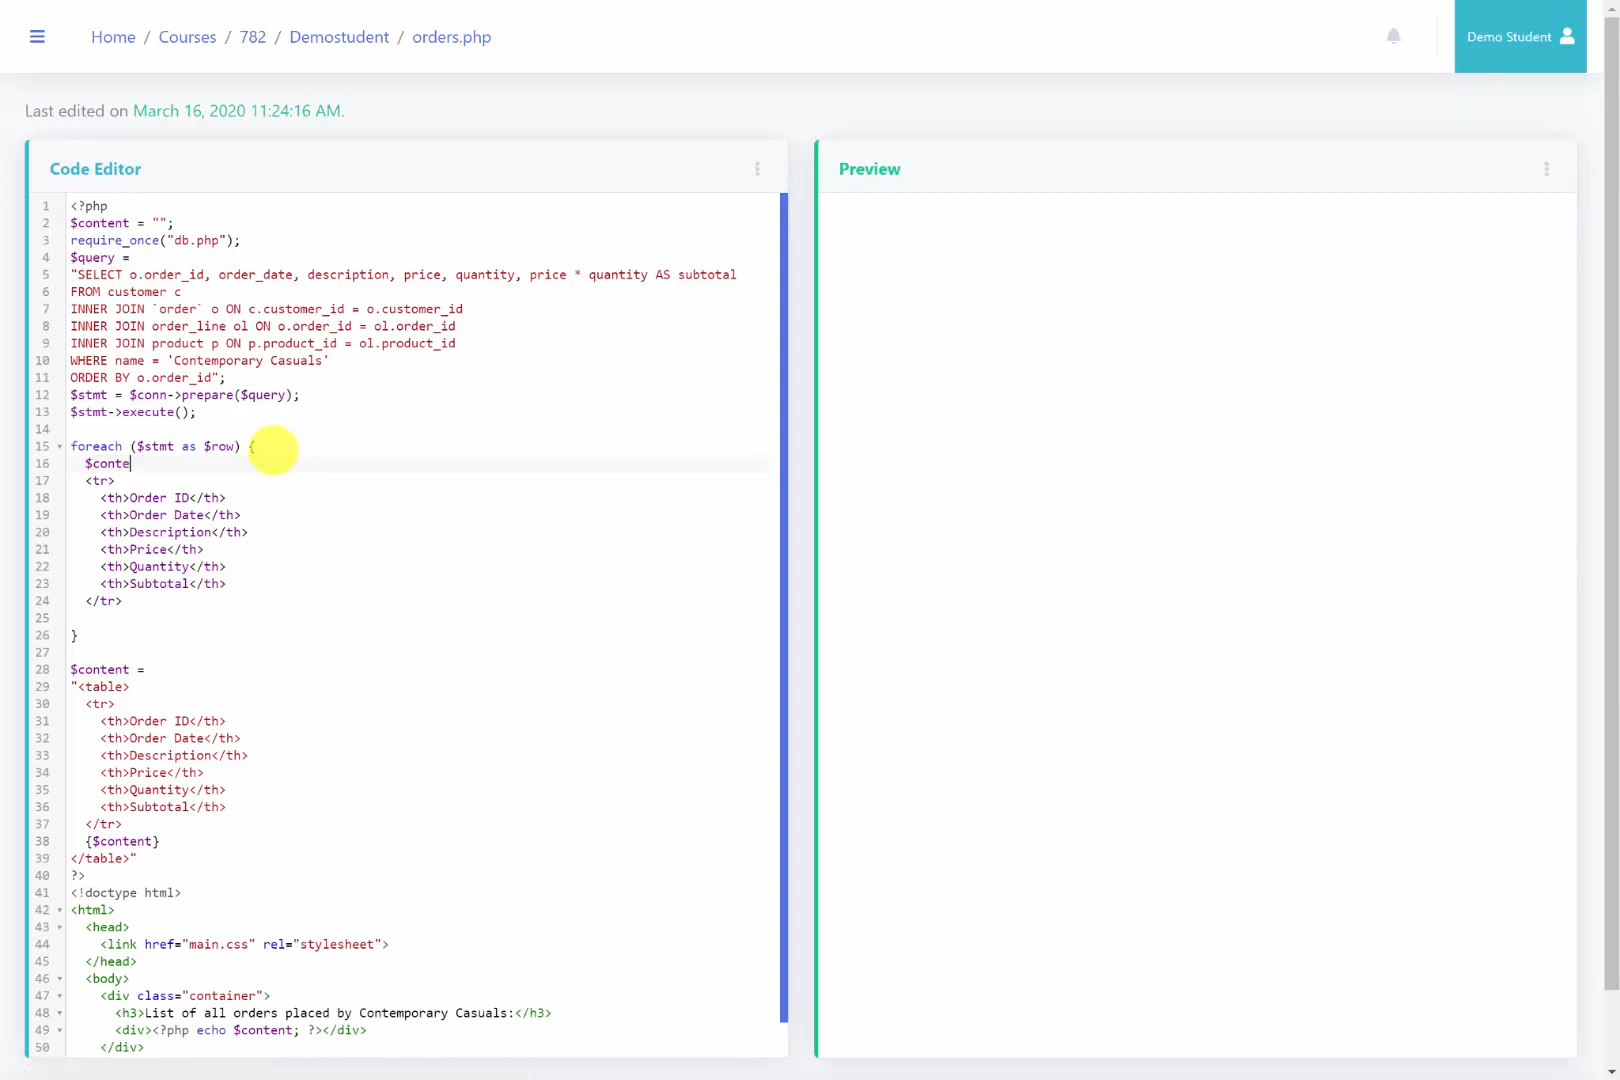 Home / Courses / 782 / Demostudent / orders.php
Demo Student
Last edited on March 16, 2020 11:24:16 AM.
Code Editor
Preview
1 <?php
2 $content = "";
3 require_once("db.php");
4 $query =
5 "SELECT o.order_id, order_date, description, price, quantity, price * quantity AS subtotal
6 FROM customer c
7 INNER JOIN `order` o ON c.customer_id = o.customer_id
8 INNER JOIN order_line ol ON o.order_id = ol.order_id
9 INNER JOIN product p ON p.product_id = ol.product_id
10 WHERE name = 'Contemporary Casuals'
11 ORDER BY o.order_id";
12 $stmt = $conn->prepare($query);
13 $stmt->execute();
14
15 foreach ($stmt as $row) {
16 $conte
17 <tr>
18 <th>Order ID</th>
19 <th>Order Date</th>
20 <th>Description</th>
21 <th>Price</th>
22 <th>Quantity</th>
23 <th>Subtotal</th>
24 </tr>
25
26 }
27
28 $content =
29 "<table>
30 <tr>
31 <th>Order ID</th>
32 <th>Order Date</th>
33 <th>Description</th>
34 <th>Price</th>
35 <th>Quantity</th>
36 <th>Subtotal</th>
37 </tr>
38 {$content}
39 </table>"
40 ?>
41 <!doctype html>
42 <html>
43 <head>
44 <link href="main.css" rel="stylesheet">
45 </head>
46 <body>
47 <div class="container">
48 <h3>List of all orders placed by Contemporary Casuals:</h3>
49 <div><?php echo $content; ?></div>
50 </div>